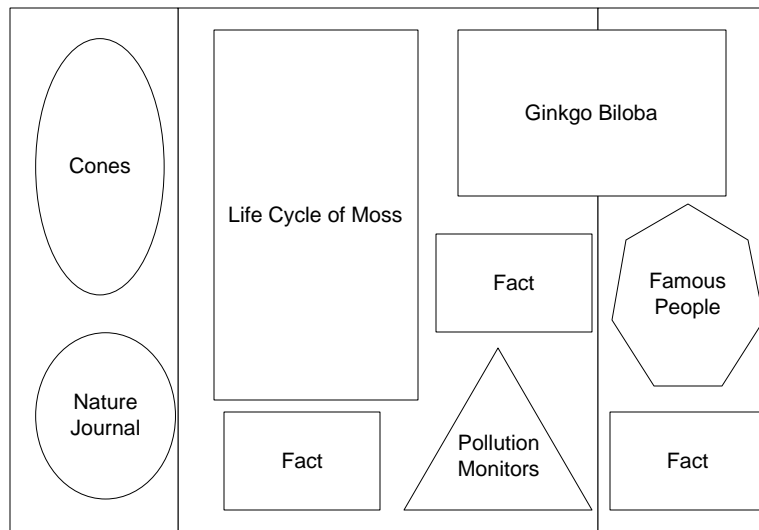 Cones
Nature
Journal
Life Cycle of Moss
Fact
Ginkgo Biloba
Fact
Pollution
Monitors
Famous
People
Fact